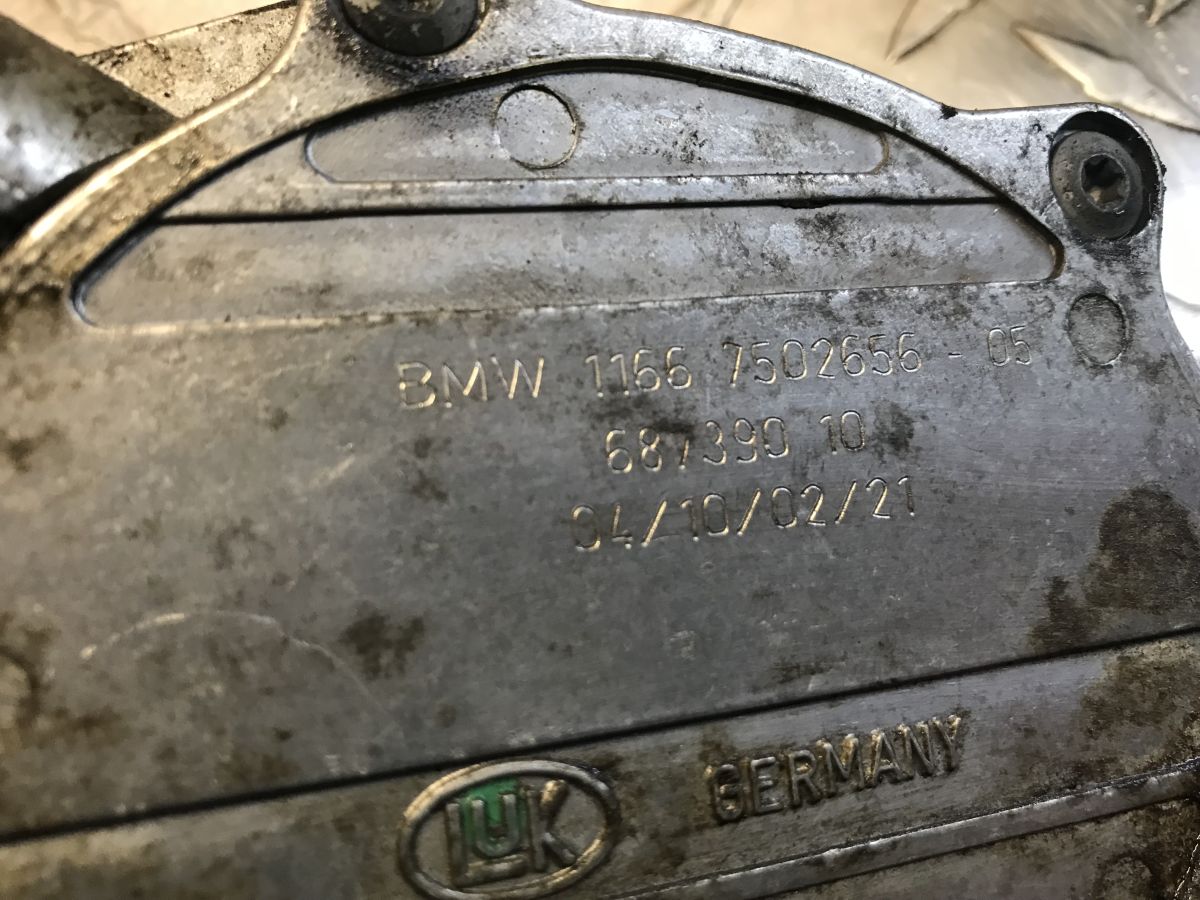 BMW 1166 7502656 - 05
687390 10
04/10/02/21
LuK GERMANY